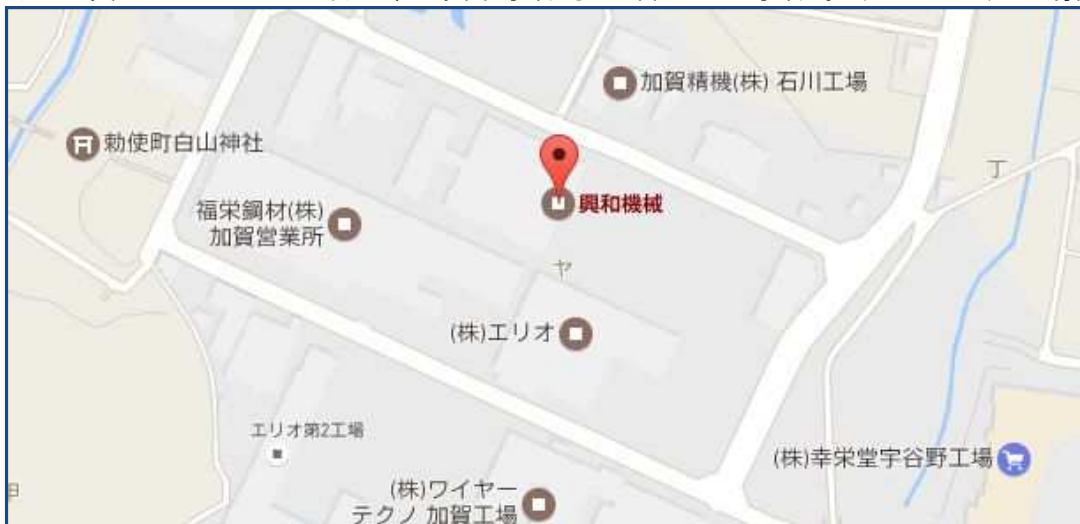 加賀精機(株) 石川工場
勅使町白山神社
丁
興和機械
福栄鋼材(株)
加賀営業所
ヤ
(株)エリオ
エリオ第2工場
(株)幸栄堂宇谷野工場
(株)ワイヤー
テクノ 加賀工場